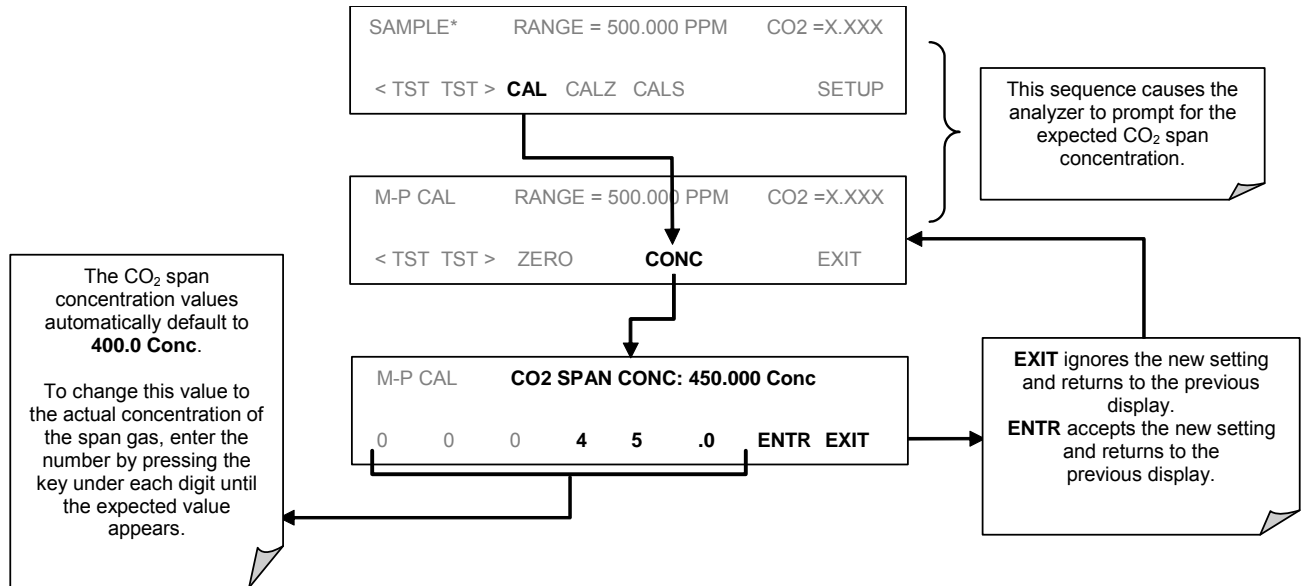 SAMPLE* RANGE = 500.000 PPM CO2 =X.XXX
< TST TST > CAL CALZ CALS SETUP
This sequence causes the
analyzer to prompt for the
expected CO₂ span
concentration.
M-P CAL RANGE = 500.000 PPM CO2 =X.XXX
< TST TST > ZERO CONC EXIT
The CO₂ span
concentration values
automatically default to
400.0 Conc.
To change this value to
the actual concentration of
the span gas, enter the
number by pressing the
key under each digit until
the expected value
appears.
M-P CAL CO2 SPAN CONC: 450.000 Conc
0 0 0 4 5 .0 ENTR EXIT
EXIT ignores the new setting
and returns to the previous
display.
ENTR accepts the new setting
and returns to the
previous display.